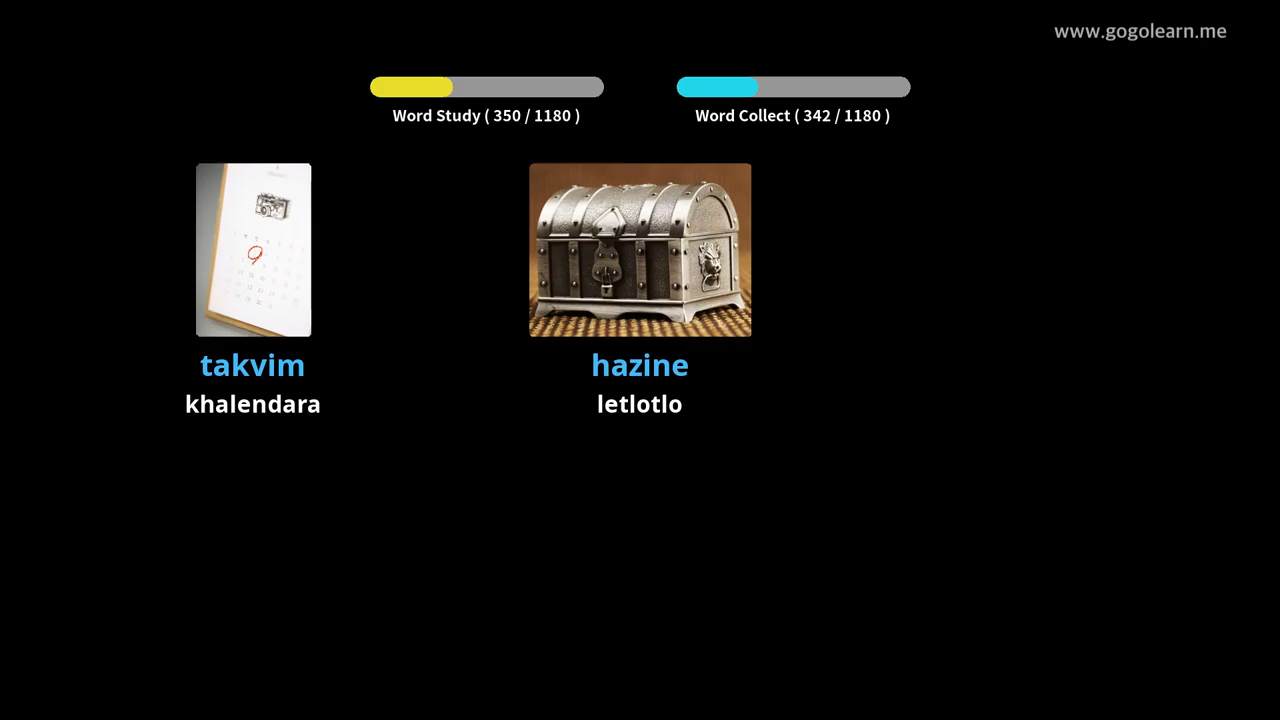 www.gogolearn.me
Word Study ( 350 / 1180 )
Word Collect ( 342 / 1180 )
takvim
hazine
khalendara
letlotlo